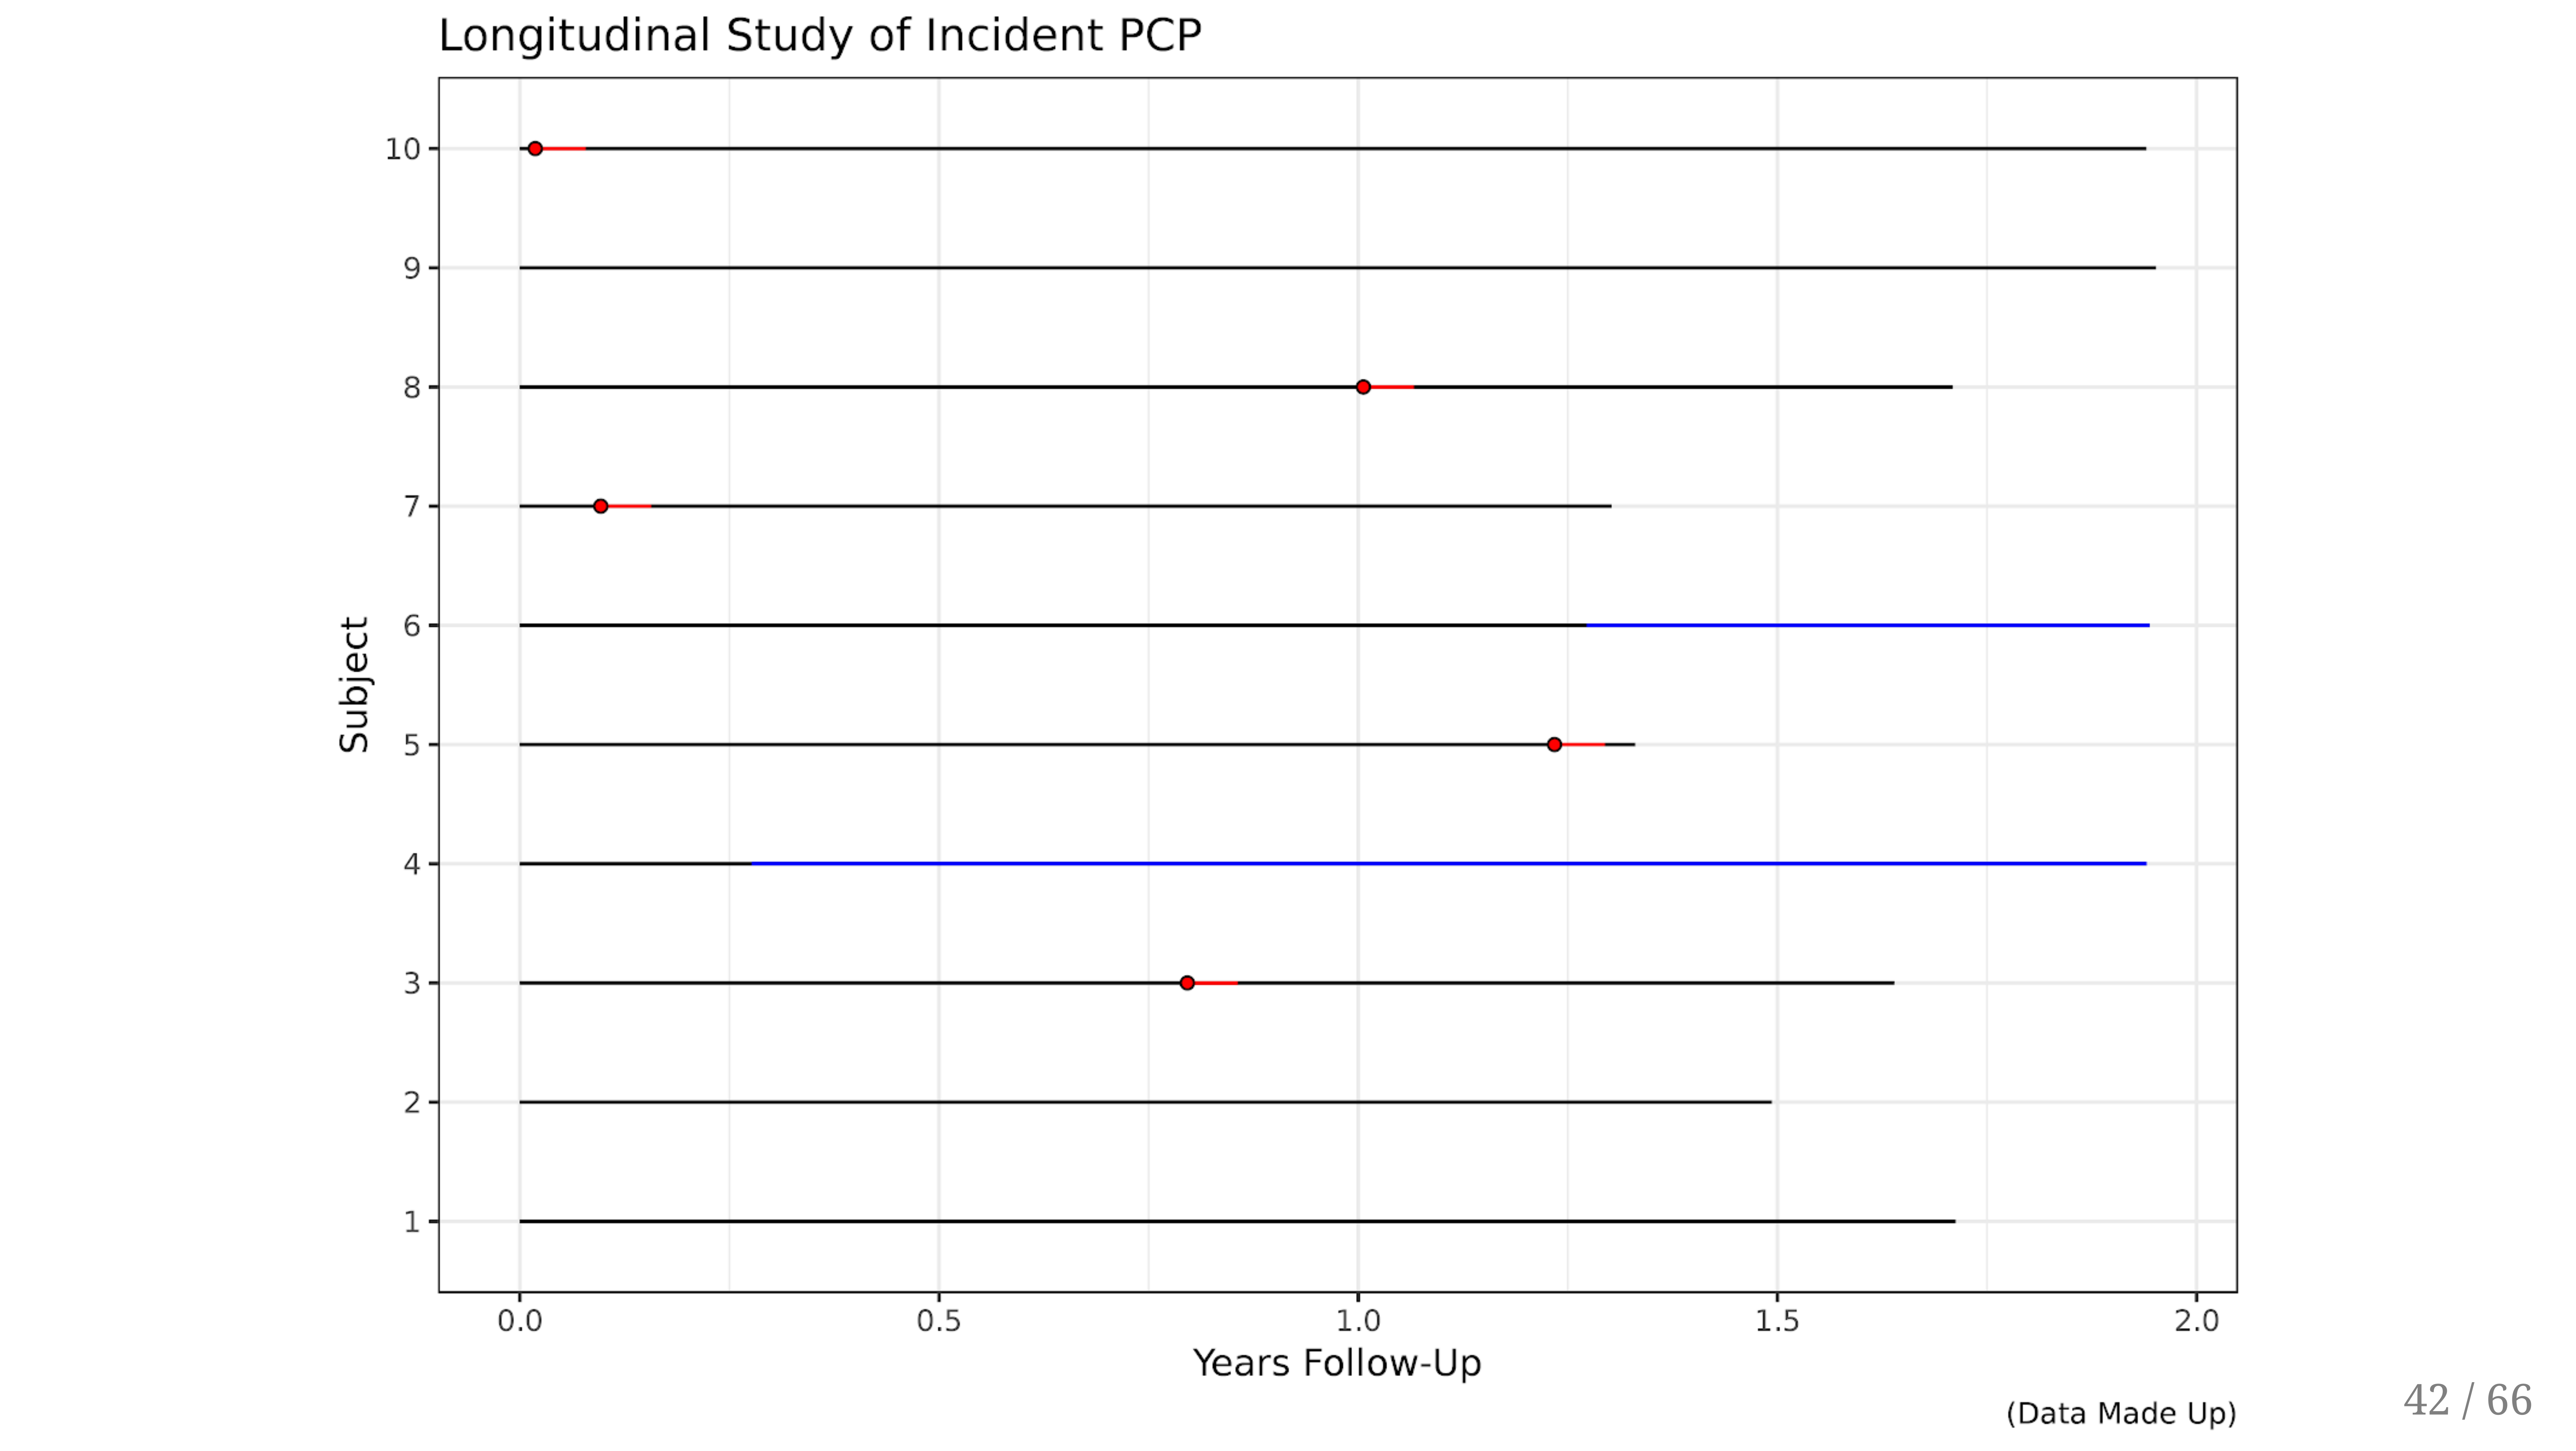 Longitudinal Study of Incident PCP
10
9
8
7
6
5
4
3
2
1
Subject
0.0 0.5 1.0 1.5 2.0
Years Follow-Up
(Data Made Up)
42 / 66